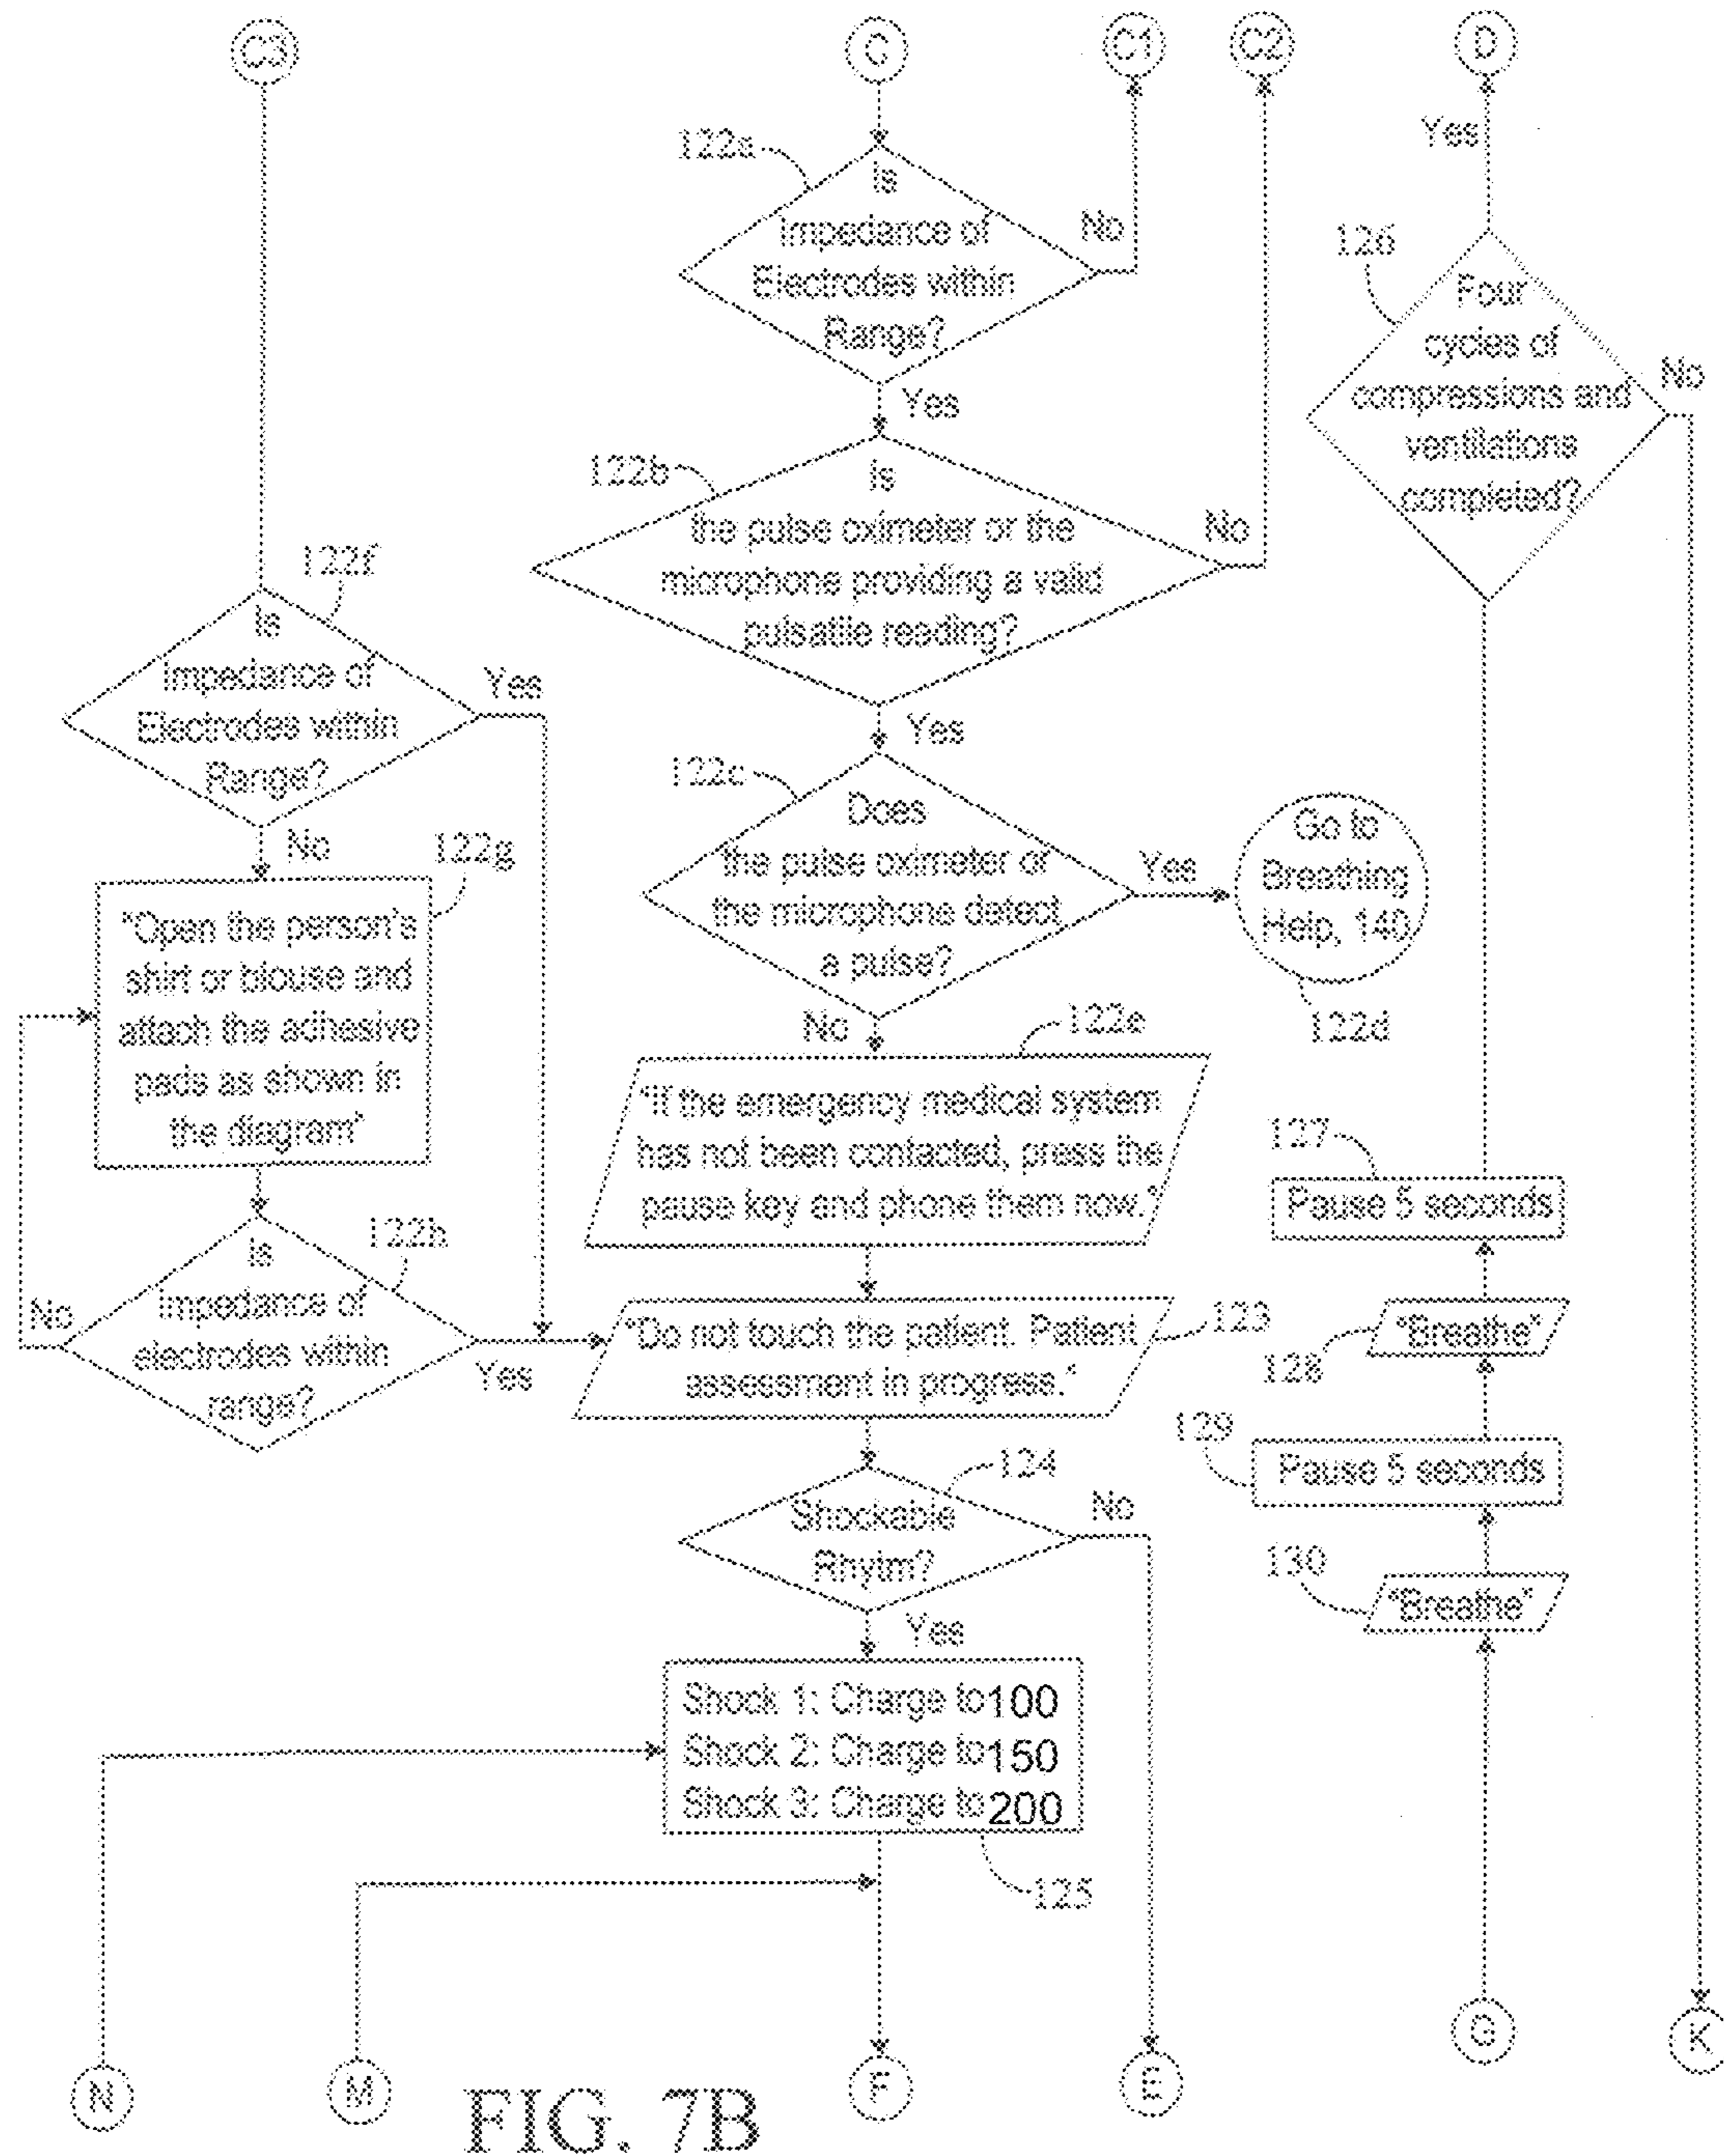 C3
C
C1
C2
D
Yes
122a
Is
Impedance of
Electrodes within
Range?
No
Yes
126
Four
cycles of
compressions and
ventilations
completed?
No
122b
Is
the pulse oximeter or the
microphone providing a valid
pulsatile reading?
No
Yes
122f
Is
Impedance of
Electrodes within
Range?
Yes
No
122c
Does
the pulse oximeter or
the microphone detect
a pulse?
Yes
No
Go to
Breathing
Help, 140
122d
122g
"Open the person's
shirt or blouse and
attach the adhesive
pads as shown in
the diagram"
122e
"If the emergency medical system
has not been contacted, press the
pause key and phone them now."
127
Pause 5 seconds
122h
Is
impedance of
electrodes within
range?
No
Yes
"Do not touch the patient. Patient
assessment in progress."
123
128
"Breathe"
129
Pause 5 seconds
124
Shockable
Rhytm?
No
Yes
130
"Breathe"
Shock 1: Charge to 100
Shock 2: Charge to 150
Shock 3: Charge to 200
125
N
M
F
E
G
K
FIG. 7B